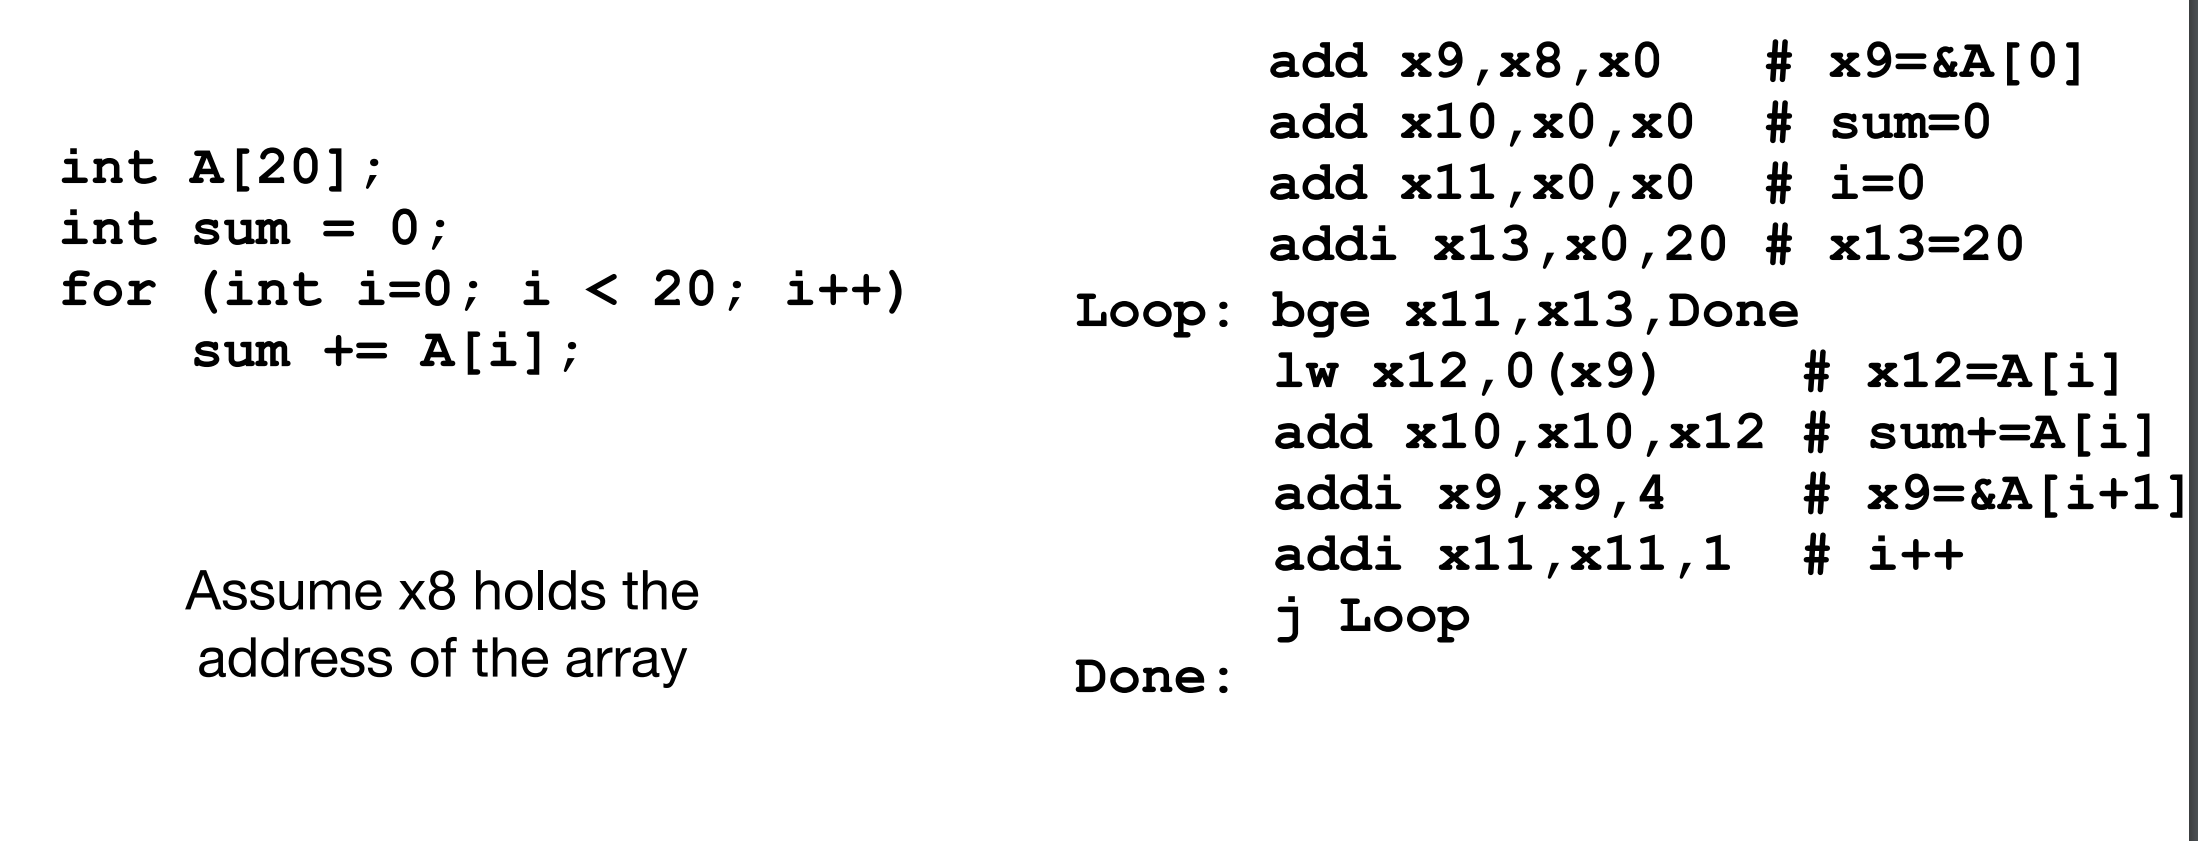 int A[20];
int sum = 0;
for (int i=0; i < 20; i++)
    sum += A[i];
Assume x8 holds the
address of the array
add x9,x8,x0   # x9=&A[0]
add x10,x0,x0  # sum=0
add x11,x0,x0  # i=0
addi x13,x0,20 # x13=20
Loop: bge x11,x13,Done
lw x12,0(x9)    # x12=A[i]
add x10,x10,x12 # sum+=A[i]
addi x9,x9,4    # x9=&A[i+1]
addi x11,x11,1  # i++
j Loop
Done: